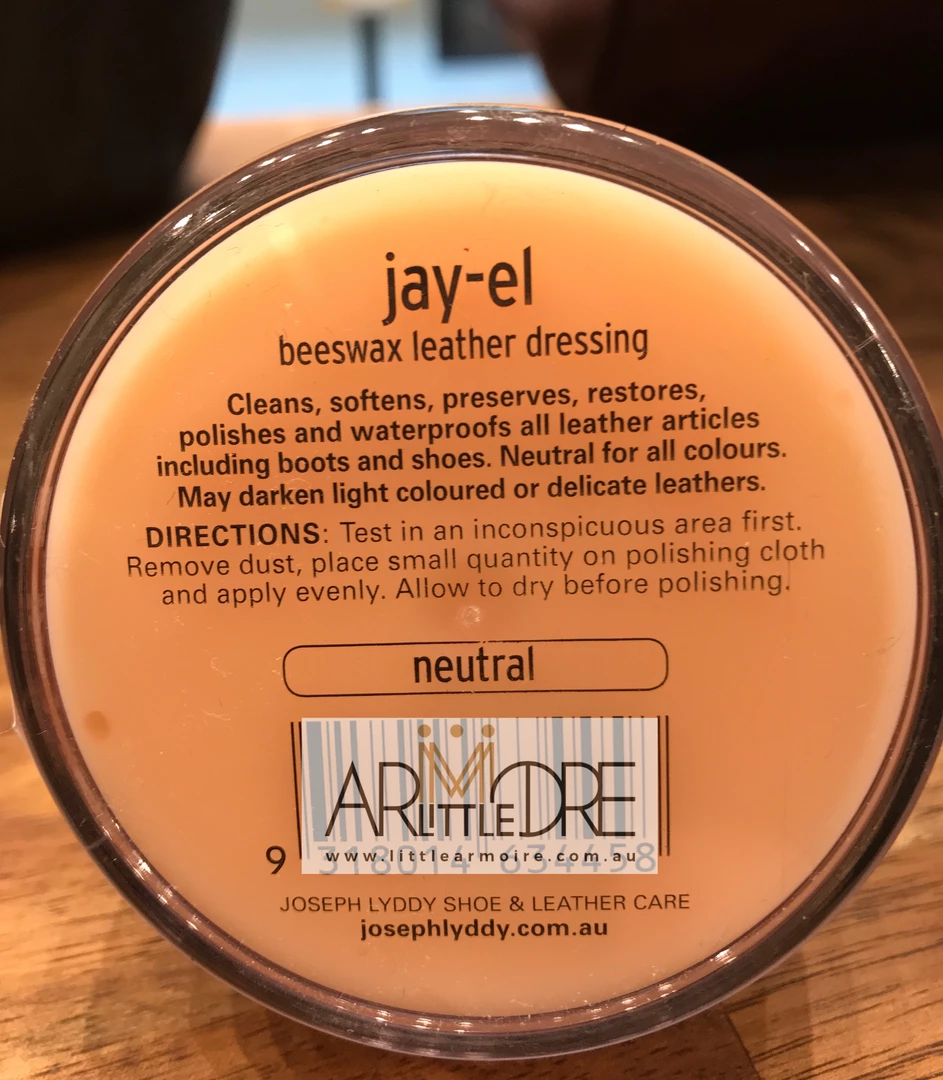 jay-el
beeswax leather dressing
Cleans, softens, preserves, restores,
polishes and waterproofs all leather articles
including boots and shoes. Neutral for all colours.
May darken light coloured or delicate leathers.
DIRECTIONS: Test in an inconspicuous area first.
Remove dust, place small quantity on polishing cloth
and apply evenly. Allow to dry before polishing.
neutral
ARMOIRE
LITTLE
www.littlearmoire.com.au
9 318014 634458
JOSEPH LYDDY SHOE & LEATHER CARE
josephlyddy.com.au